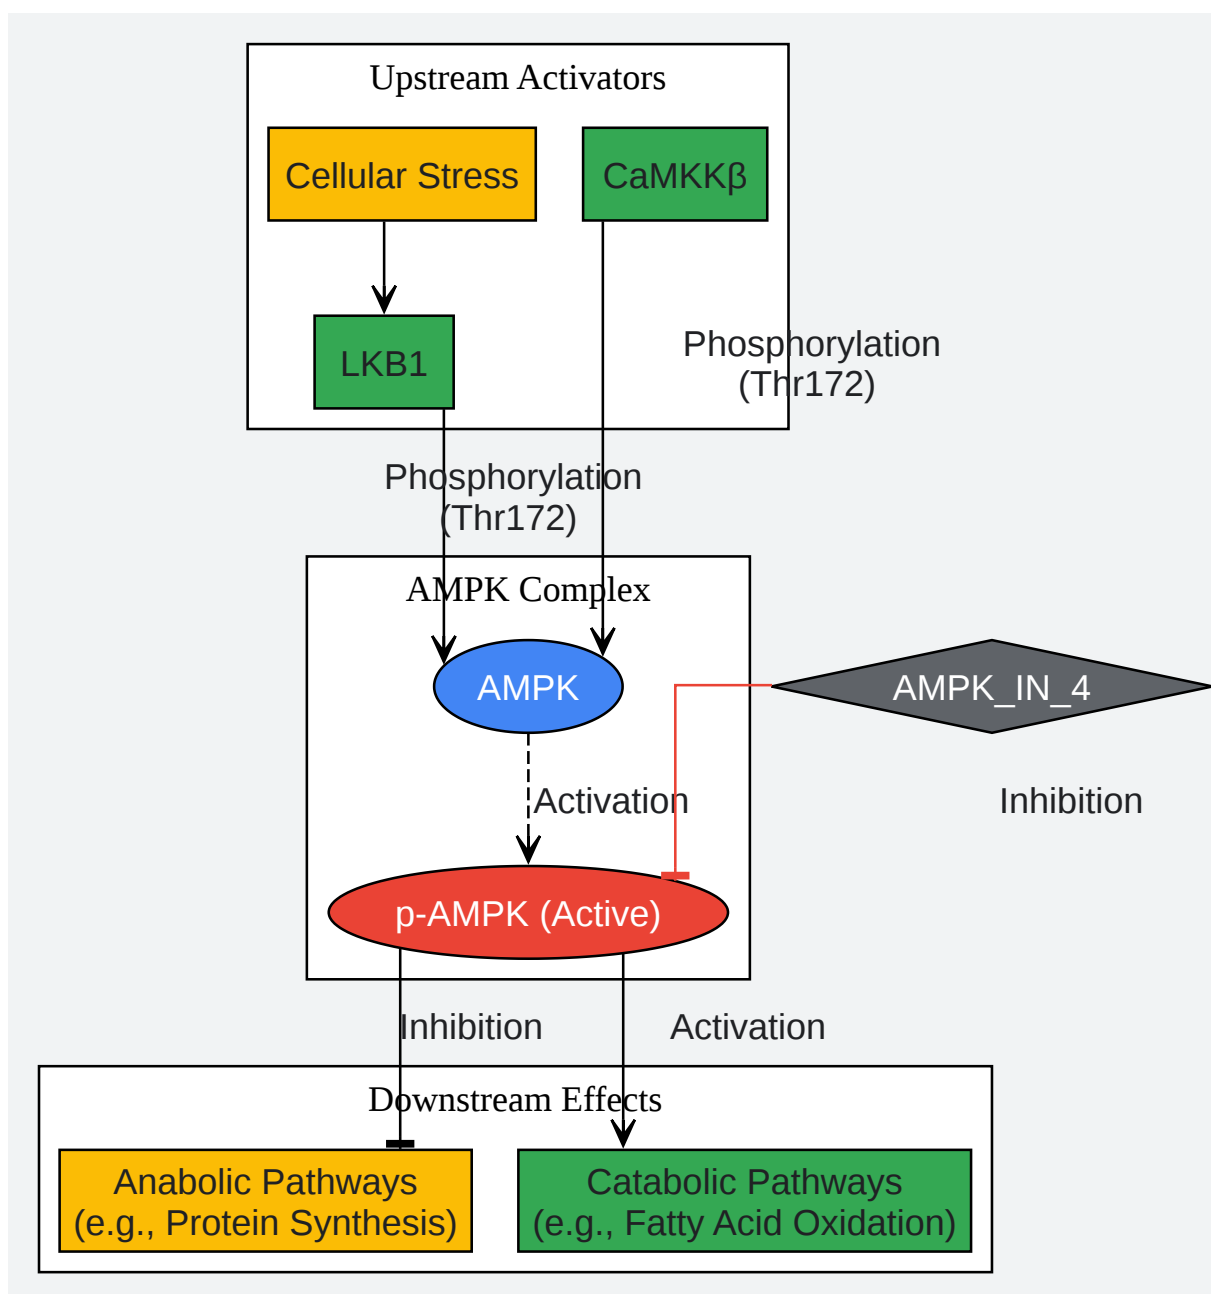 Upstream Activators
Cellular Stress
CaMKKβ
Phosphorylation
(Thr172)
LKB1
Phosphorylation
(Thr172)
AMPK Complex
AMPK
AMPK_IN_4
Activation
Inhibition
p-AMPK (Active)
Inhibition
Activation
Downstream Effects
Anabolic Pathways
(e.g., Protein Synthesis)
Catabolic Pathways
(e.g., Fatty Acid Oxidation)